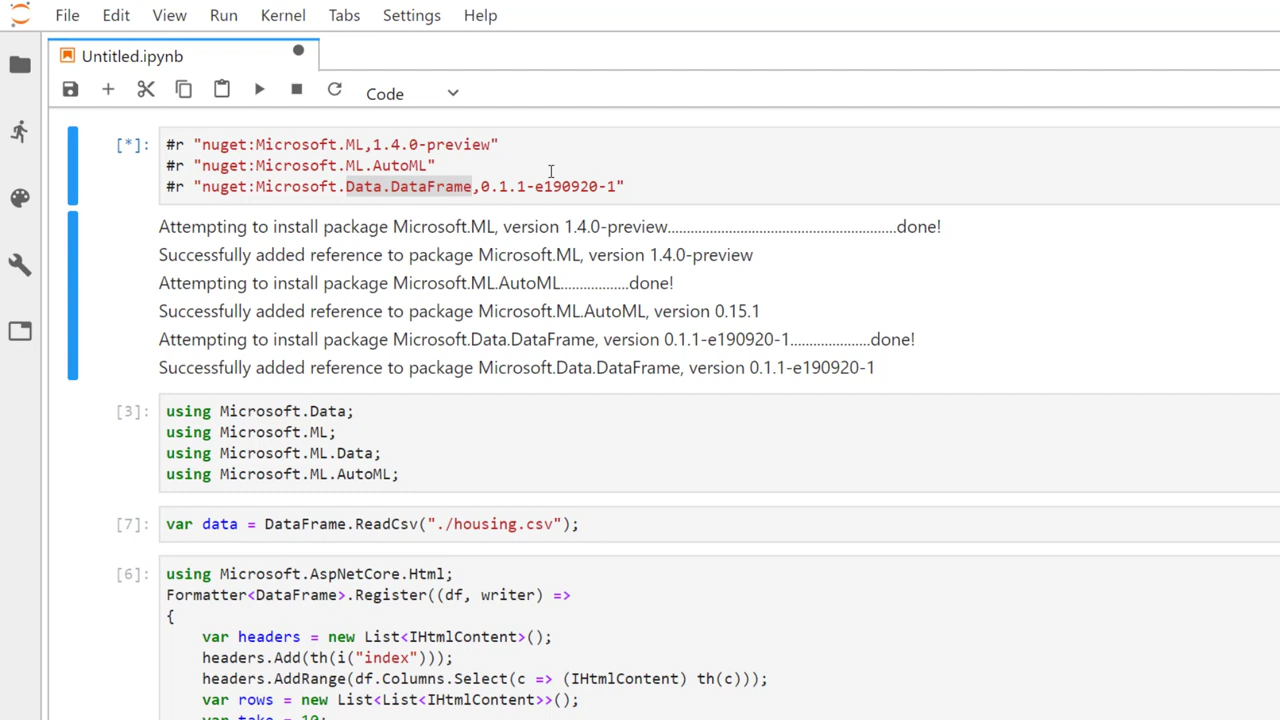 File Edit View Run Kernel Tabs Settings Help
Untitled.ipynb
Code
[*]:
#r "nuget:Microsoft.ML,1.4.0-preview"
#r "nuget:Microsoft.ML.AutoML"
#r "nuget:Microsoft.Data.DataFrame,0.1.1-e190920-1"
Attempting to install package Microsoft.ML, version 1.4.0-preview.........................................................done!
Successfully added reference to package Microsoft.ML, version 1.4.0-preview
Attempting to install package Microsoft.ML.AutoML.................done!
Successfully added reference to package Microsoft.ML.AutoML, version 0.15.1
Attempting to install package Microsoft.Data.DataFrame, version 0.1.1-e190920-1....................done!
Successfully added reference to package Microsoft.Data.DataFrame, version 0.1.1-e190920-1
[3]:
using Microsoft.Data;
using Microsoft.ML;
using Microsoft.ML.Data;
using Microsoft.ML.AutoML;
[7]:
var data = DataFrame.ReadCsv("./housing.csv");
[6]:
using Microsoft.AspNetCore.Html;
Formatter<DataFrame>.Register((df, writer) =>
{
var headers = new List<IHtmlContent>();
headers.Add(th(i("index")));
headers.AddRange(df.Columns.Select(c => (IHtmlContent) th(c)));
var rows = new List<List<IHtmlContent>>();
var take = 10;